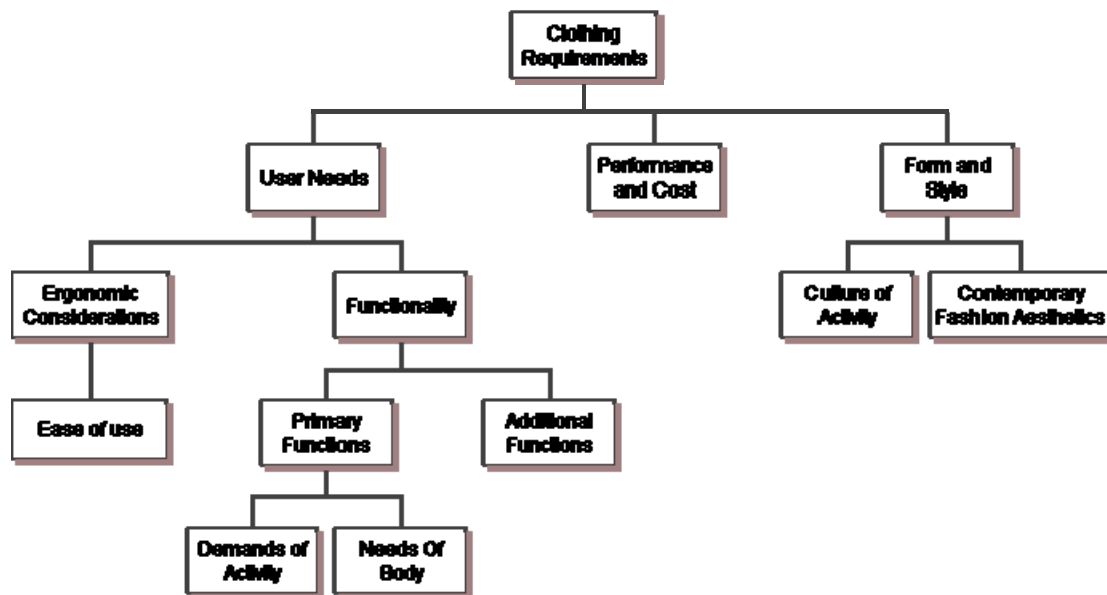 Clothing
Requirements
User Needs
Performance
and Cost
Form and
Style
Ergonomic
Considerations
Functionality
Culture of
Activity
Contemporary
Fashion Aesthetics
Ease of use
Primary
Functions
Additional
Functions
Demands of
Activity
Needs Of
Body